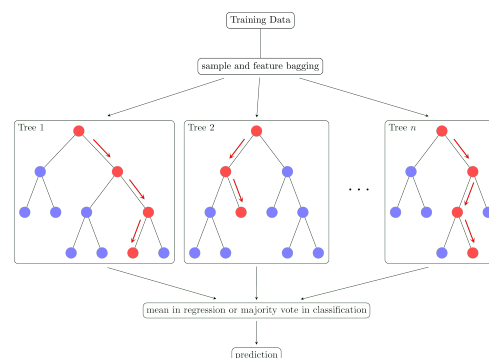 Training Data
sample and feature bagging
Tree 1
Tree 2
Tree n
...
mean in regression or majority vote in classification
prediction